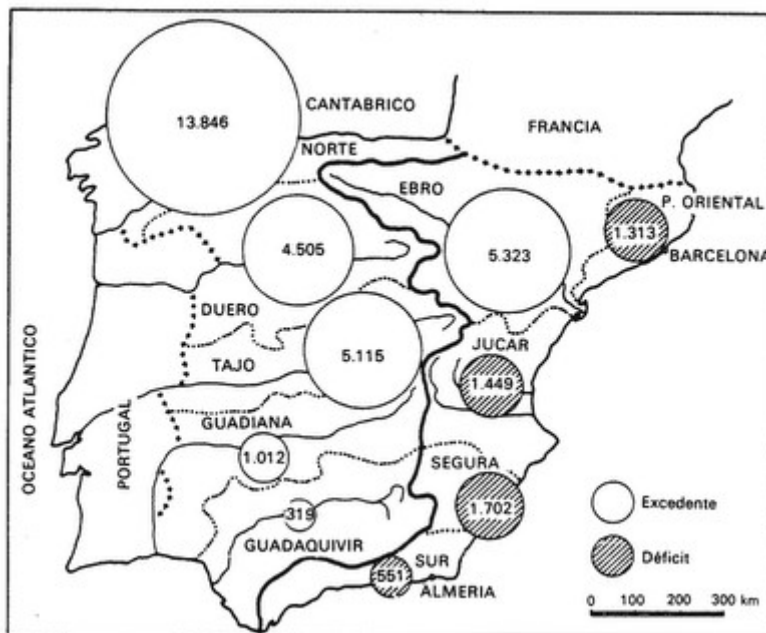 CANTABRICO
13.846
FRANCIA
NORTE
EBRO
P. ORIENTAL
1.313
4.505
5.323
BARCELONA
DUERO
JUCAR
5.115
TAJO
1.449
OCEANO ATLANTICO
PORTUGAL
GUADIANA
1.012
SEGURA
319
1.702
Excedente
GUADAQUIVIR
SUR
Déficit
551
ALMERIA
0 100 200 300 km